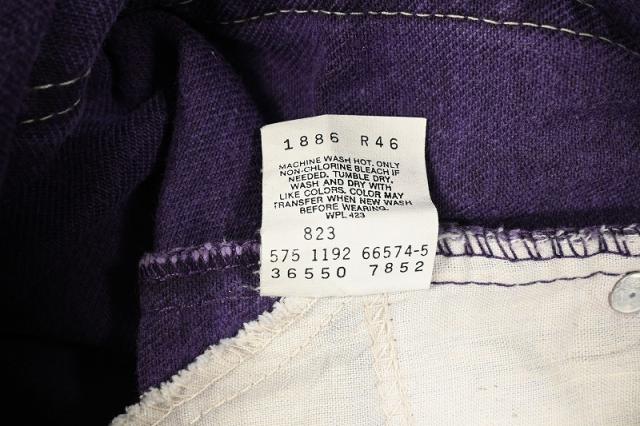 1886 R46
MACHINE WASH HOT. ONLY
NON-CHLORINE BLEACH IF
NEEDED. TUMBLE DRY.
WASH AND DRY WITH
LIKE COLORS. COLOR MAY
TRANSFER WHEN NEW WASH
BEFORE WEARING.
WPL 423
823
575 1192 66574-5
36550 7852